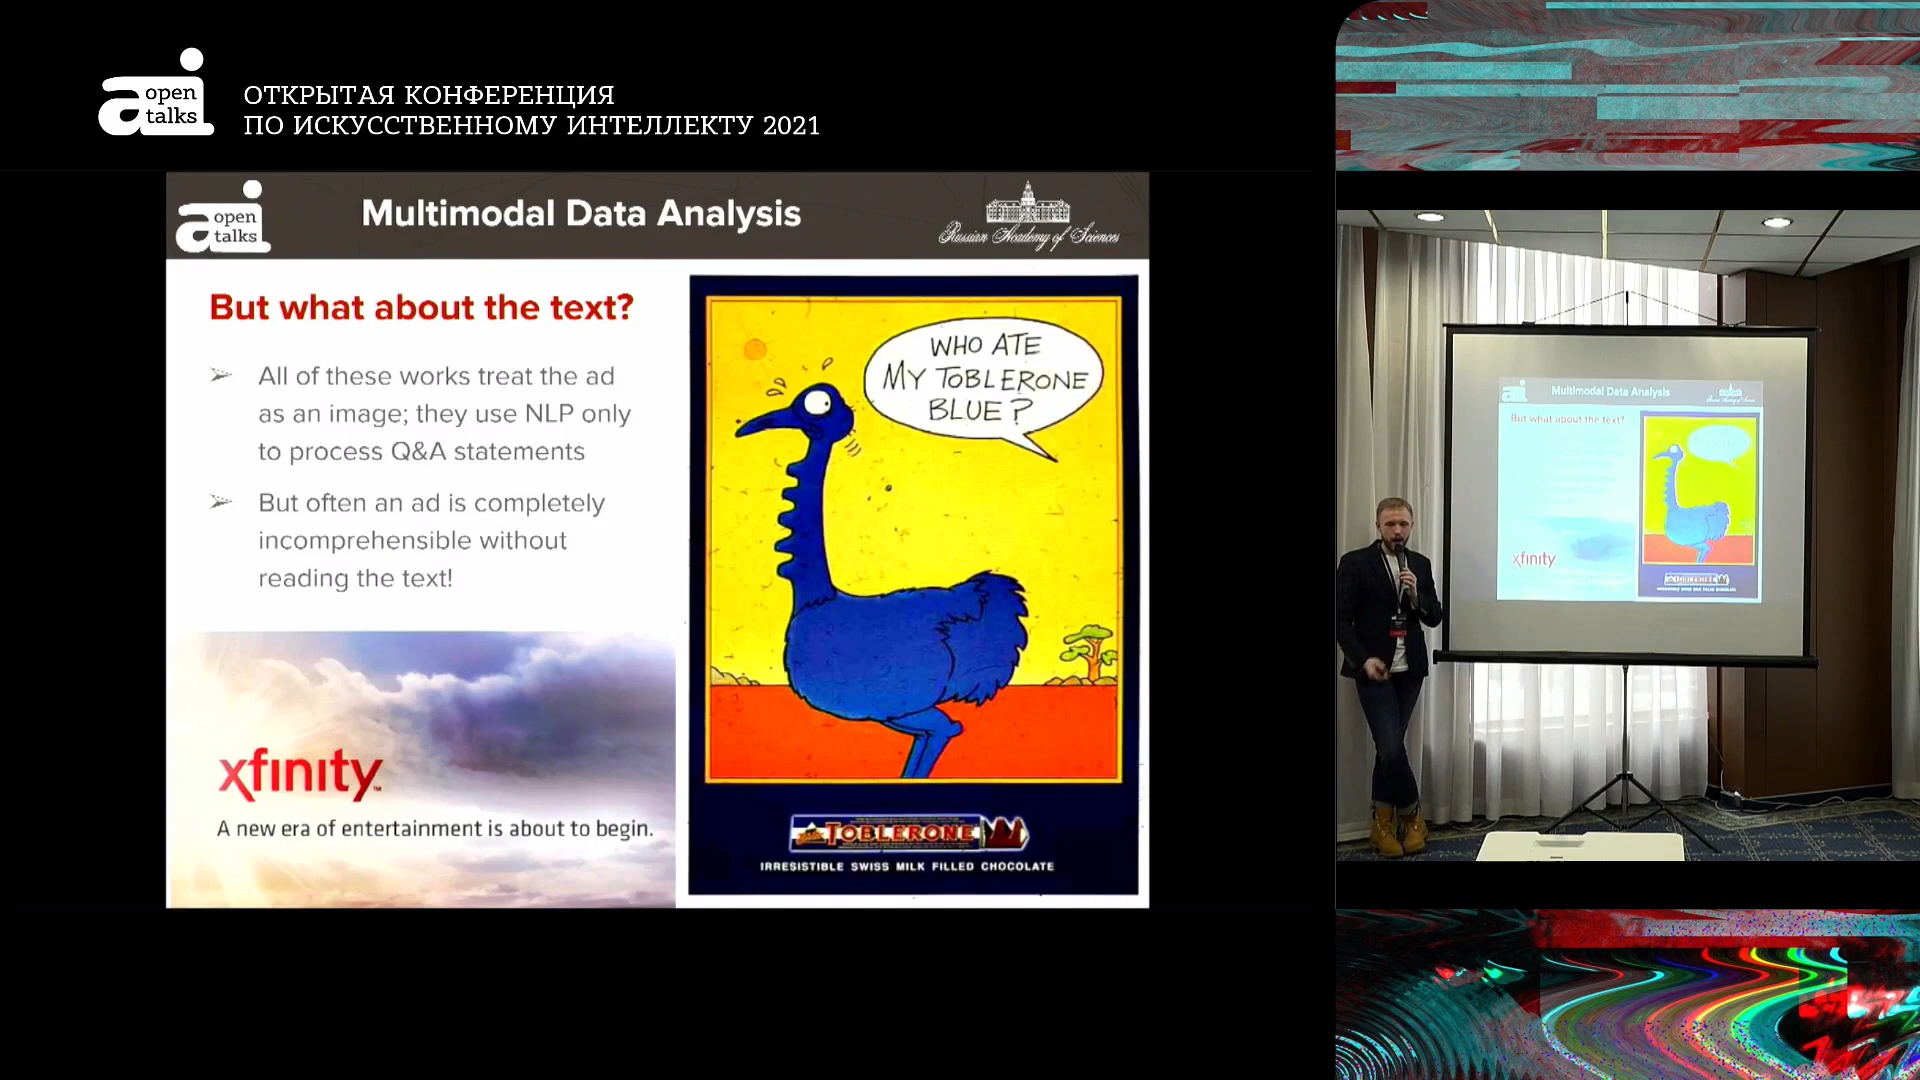 open
talks
ОТКРЫТАЯ КОНФЕРЕНЦИЯ
ПО ИСКУССТВЕННОМУ ИНТЕЛЛЕКТУ 2021
open
talks
Multimodal Data Analysis
Russian Academy of Sciences
But what about the text?
All of these works treat the ad
as an image; they use NLP only
to process Q&A statements
But often an ad is completely
incomprehensible without
reading the text!
xfinity™
A new era of entertainment is about to begin.
WHO ATE
MY TOBLERONE
BLUE?
TOBLERONE
IRRESISTIBLE SWISS MILK FILLED CHOCOLATE
Multimodal Data Analysis
But what about the text?
xfinity
TOBLERONE